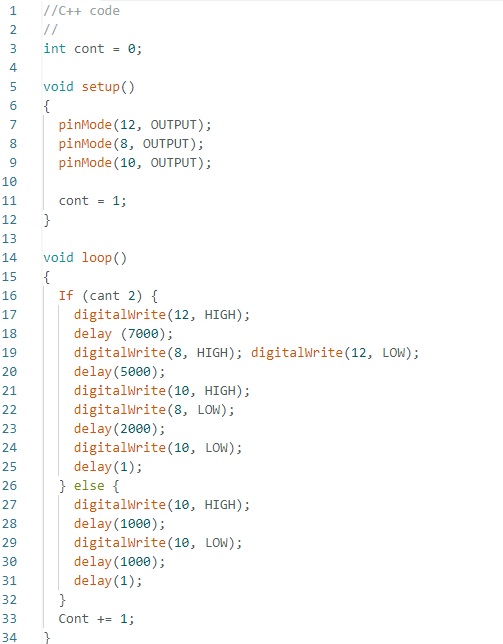 1 //C++ code
2 //
3 int cont = 0;
4
5 void setup()
6 {
7 pinMode(12, OUTPUT);
8 pinMode(8, OUTPUT);
9 pinMode(10, OUTPUT);
10
11 cont = 1;
12 }
13
14 void loop()
15 {
16 If (cant 2) {
17 digitalWrite(12, HIGH);
18 delay (7000);
19 digitalWrite(8, HIGH); digitalWrite(12, LOW);
20 delay(5000);
21 digitalWrite(10, HIGH);
22 digitalWrite(8, LOW);
23 delay(2000);
24 digitalWrite(10, LOW);
25 delay(1);
26 } else {
27 digitalWrite(10, HIGH);
28 delay(1000);
29 digitalWrite(10, LOW);
30 delay(1000);
31 delay(1);
32 }
33 Cont += 1;
34 }